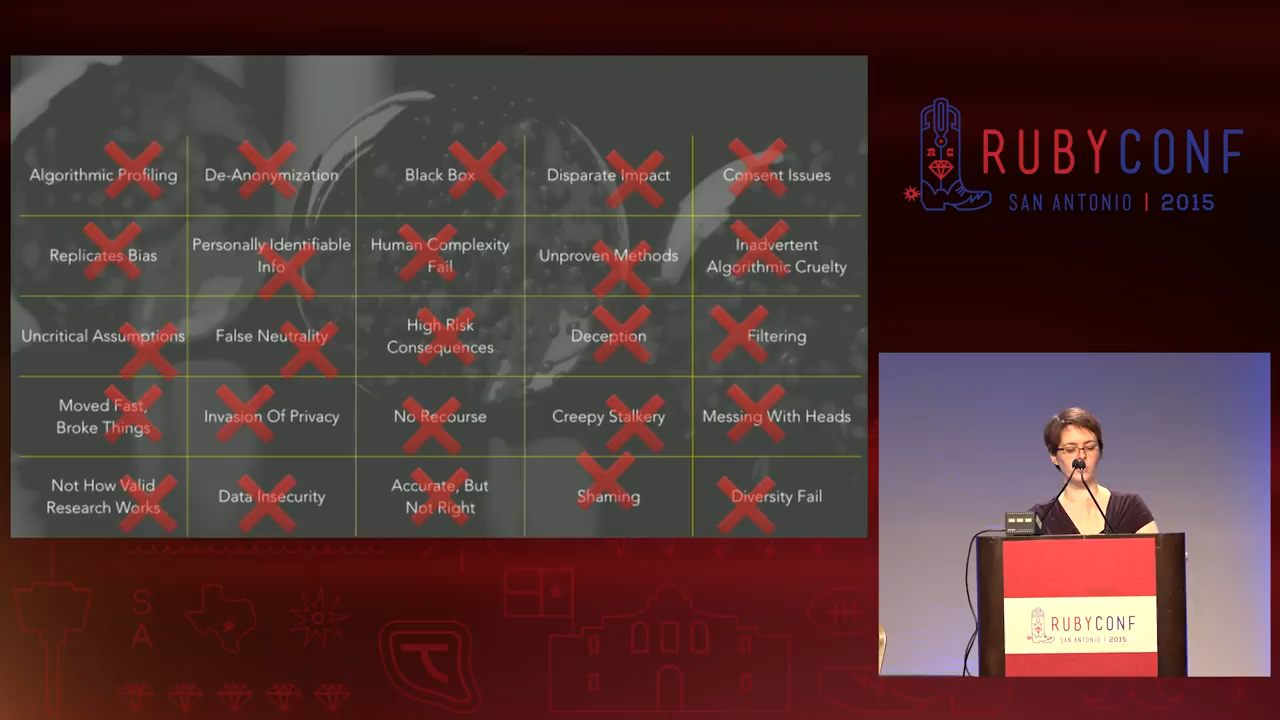 Algorithmic Profiling
De-Anonymization
Black Box
Disparate Impact
Consent Issues
Replicates Bias
Personally Identifiable
Info
Human Complexity
Fail
Unproven Methods
Inadvertent
Algorithmic Cruelty
Uncritical Assumptions
False Neutrality
High Risk
Consequences
Deception
Filtering
Moved Fast,
Broke Things
Invasion Of Privacy
No Recourse
Creepy Stalkery
Messing With Heads
Not How Valid
Research Works
Data Insecurity
Accurate, But
Not Right
Shaming
Diversity Fail
RUBYCONF
SAN ANTONIO | 2015
RUBYCONF
SAN ANTONIO | 2015
S
A